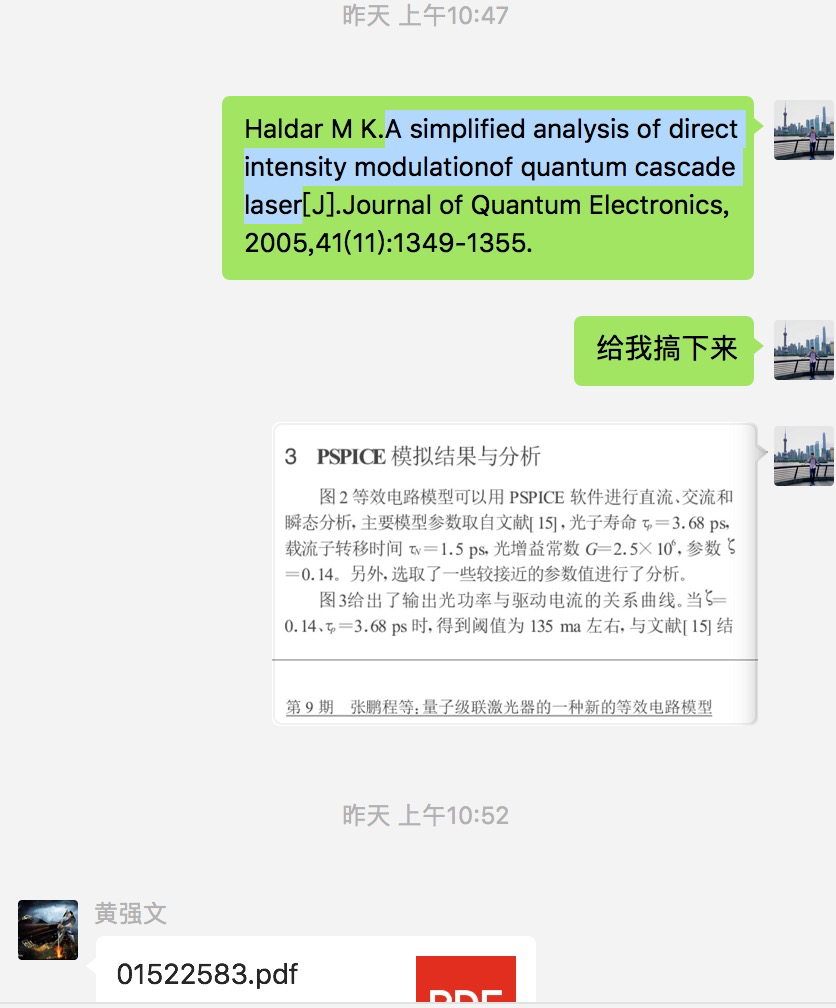 昨天 上午10:47
Haldar M K.A simplified analysis of direct
intensity modulationof quantum cascade
laser[J].Journal of Quantum Electronics,
2005,41(11):1349-1355.
给我搞下来
3 PSPICE 模拟结果与分析
图 2 等效电路模型可以用 PSPICE 软件进行直流、交流和
瞬态分析, 主要模型参数取自文献[ 15] , 光子寿命 τp=3.68 ps,
载流子转移时间 τN=1.5 ps, 光增益常数 G=2.5× 10⁶, 参数 ζ
=0.14。另外, 选取了一些较接近的参数值进行了分析。
图 3给出了输出光功率与驱动电流的关系曲线。当ζ=
0.14、τp=3.68 ps 时, 得到阈值为 135 ma 左右, 与文献[ 15] 结
第 9 期 张鹏程等: 量子级联激光器的一种新的等效电路模型
昨天 上午10:52
黄强文
01522583.pdf
PDF